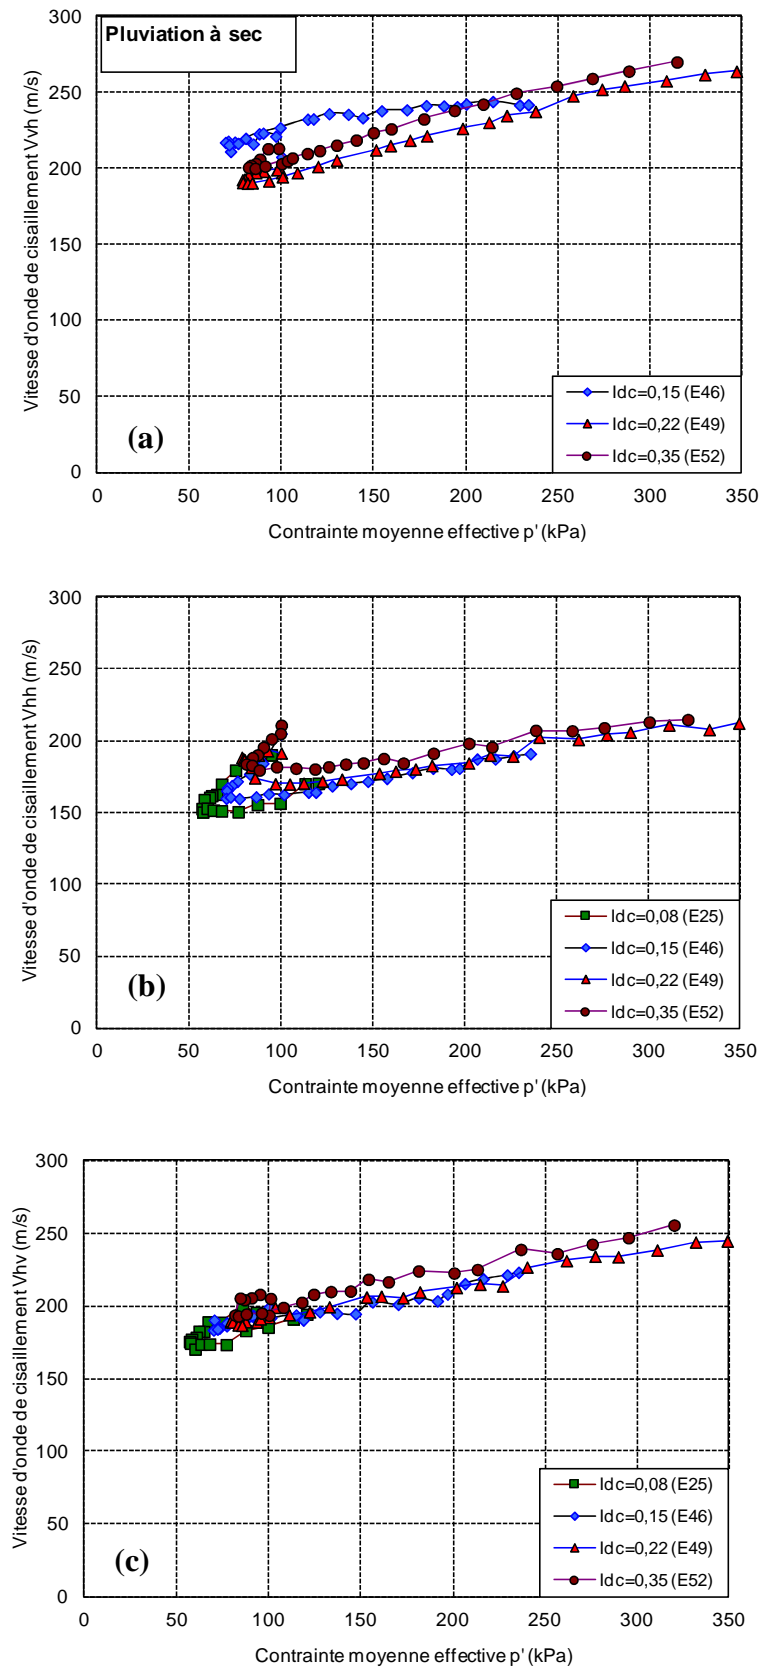 Pluviation à sec
Vitesse d'onde de cisaillement Vvh (m/s)
300
250
200
150
100
50
0
Idc=0,15 (E46)
Idc=0,22 (E49)
Idc=0,35 (E52)
(a)
0 50 100 150 200 250 300 350
Contrainte moyenne effective p' (kPa)
Vitesse d'onde de cisaillement Vhh (m/s)
300
250
200
150
100
50
0
Idc=0,08 (E25)
Idc=0,15 (E46)
Idc=0,22 (E49)
Idc=0,35 (E52)
(b)
0 50 100 150 200 250 300 350
Contrainte moyenne effective p' (kPa)
Vitesse d'onde de cisaillement Vhv (m/s)
300
250
200
150
100
50
0
Idc=0,08 (E25)
Idc=0,15 (E46)
Idc=0,22 (E49)
Idc=0,35 (E52)
(c)
0 50 100 150 200 250 300 350
Contrainte moyenne effective p' (kPa)